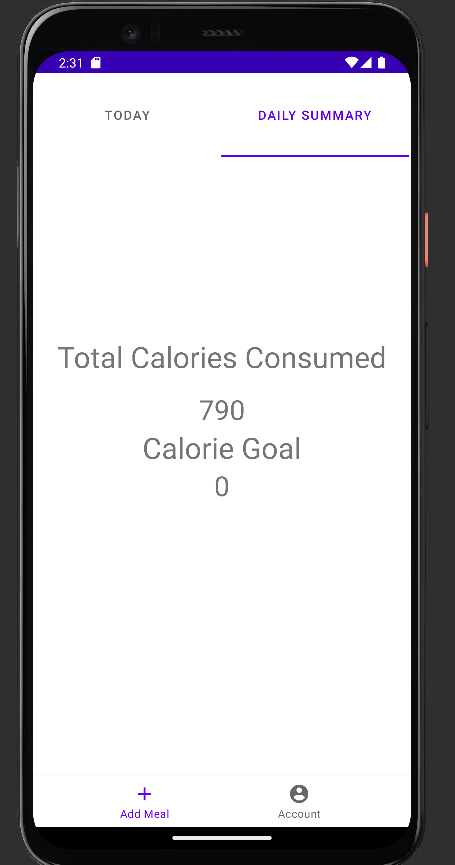 2:31
TODAY
DAILY SUMMARY
Total Calories Consumed
790
Calorie Goal
0
Add Meal
Account